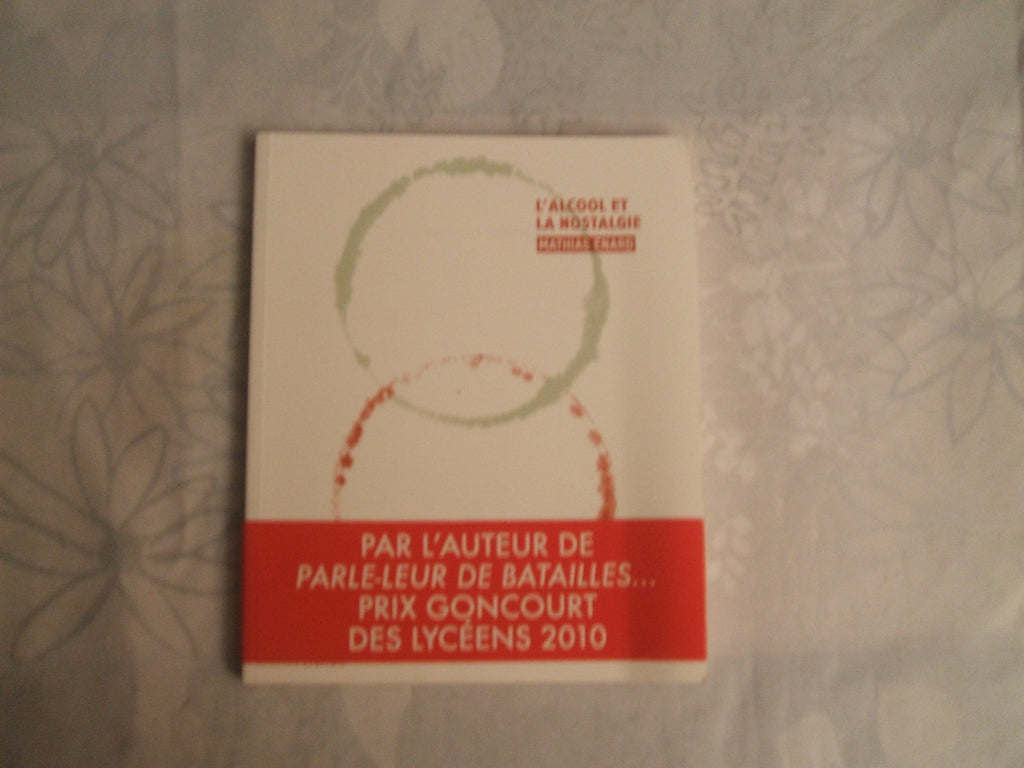 L'ALCOOL ET
LA NOSTALGIE
MATHIAS ÉNARD
PAR L'AUTEUR DE
PARLE-LEUR DE BATAILLES...
PRIX GONCOURT
DES LYCÉENS 2010